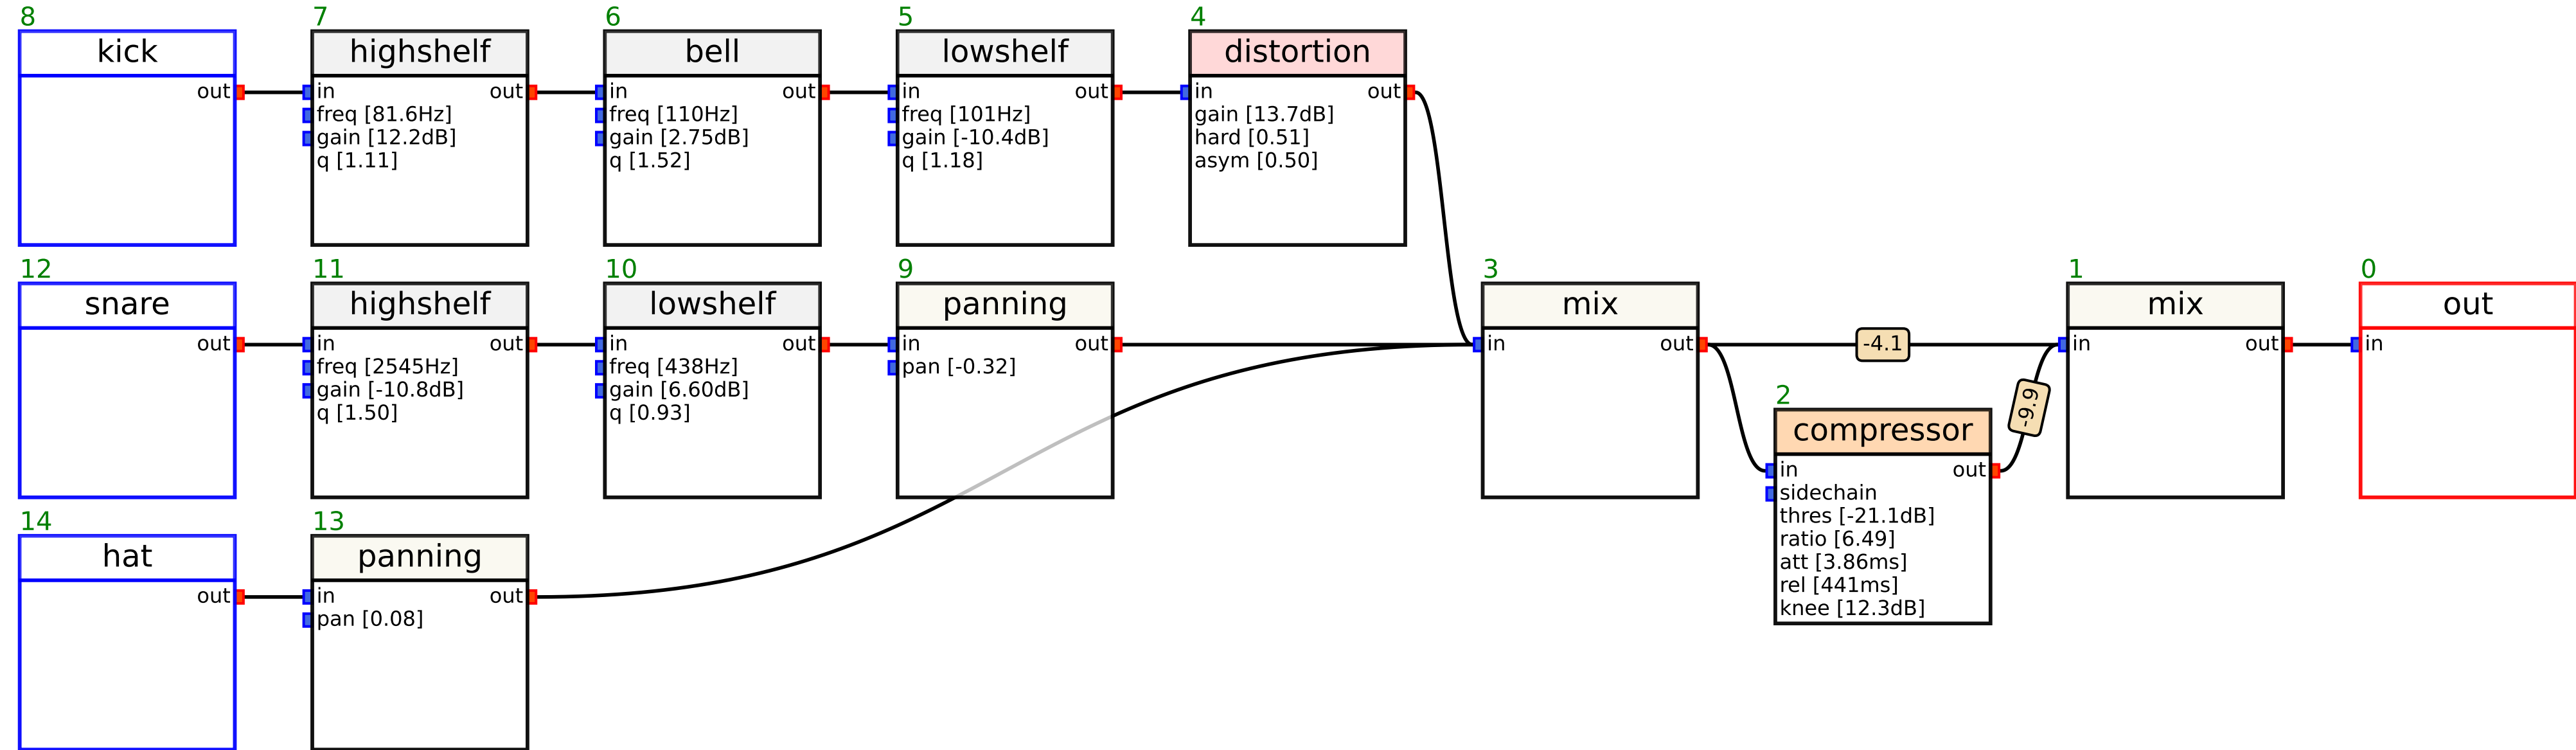 8
kick
out
7
highshelf
in out
freq [81.6Hz]
gain [12.2dB]
q [1.11]
6
bell
in out
freq [110Hz]
gain [2.75dB]
q [1.52]
5
lowshelf
in out
freq [101Hz]
gain [-10.4dB]
q [1.18]
4
distortion
in out
gain [13.7dB]
hard [0.51]
asym [0.50]
12
snare
out
11
highshelf
in out
freq [2545Hz]
gain [-10.8dB]
q [1.50]
10
lowshelf
in out
freq [438Hz]
gain [6.60dB]
q [0.93]
9
panning
in out
pan [-0.32]
3
mix
in out
-4.1
2
compressor
in out
sidechain
thres [-21.1dB]
ratio [6.49]
att [3.86ms]
rel [441ms]
knee [12.3dB]
-9.9
1
mix
in out
0
out
in
14
hat
out
13
panning
in out
pan [0.08]